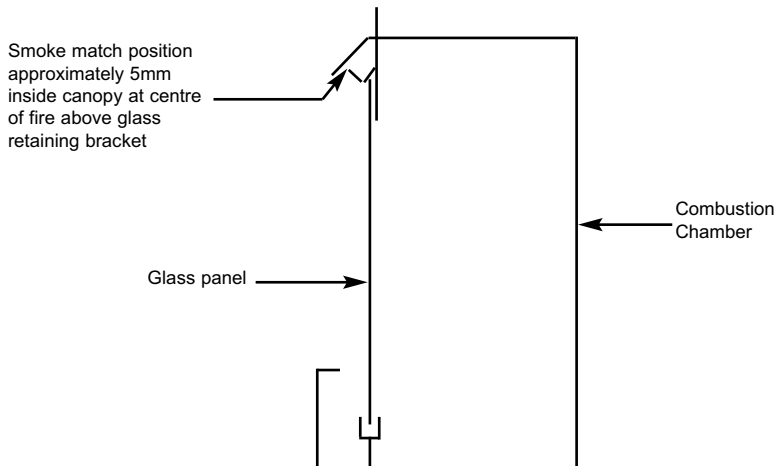 Smoke match position
approximately 5mm
inside canopy at centre
of fire above glass
retaining bracket
Combustion
Chamber
Glass panel